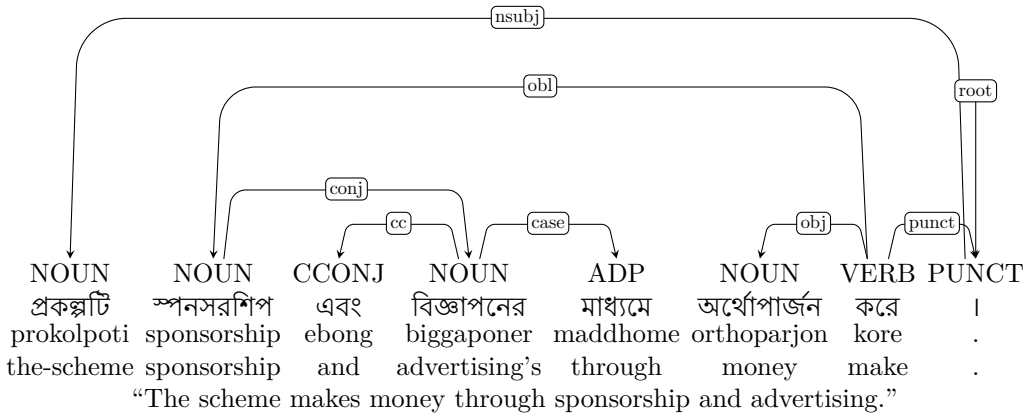 nsubj
obl
root
conj
cc case obj punct
NOUN NOUN CCONJ NOUN ADP NOUN VERB PUNCT
প্রকল্পটি স্পনসরশিপ এবং বিজ্ঞাপনের মাধ্যমে অর্থোপার্জন করে ।
prokolpoti sponsorship ebong biggaponer maddhome orthoparjon kore .
the-scheme sponsorship and advertising's through money make .
“The scheme makes money through sponsorship and advertising.”